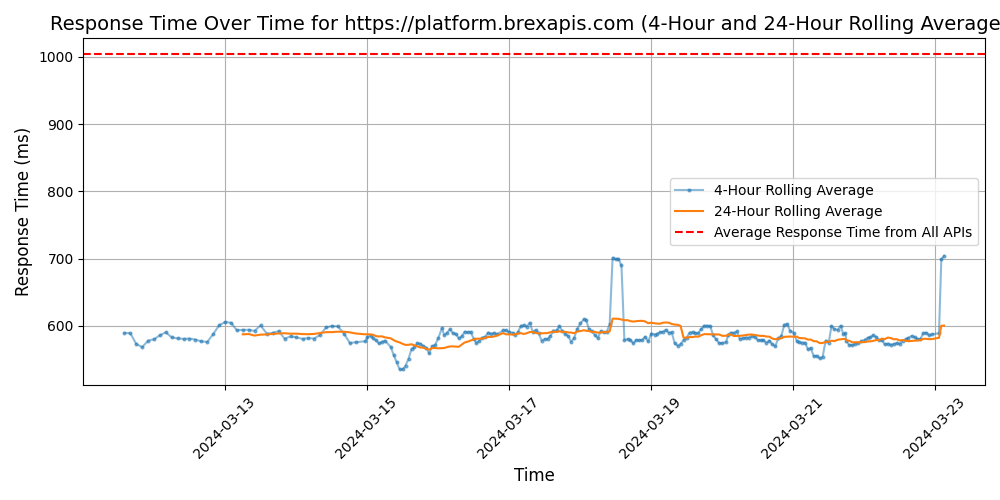 Response Time Over Time for https://platform.brexapis.com (4-Hour and 24-Hour Rolling Average
Response Time (ms)
1000
900
800
700
600
4-Hour Rolling Average
24-Hour Rolling Average
Average Response Time from All APIs
2024-03-13
2024-03-15
2024-03-17
2024-03-19
2024-03-21
2024-03-23
Time